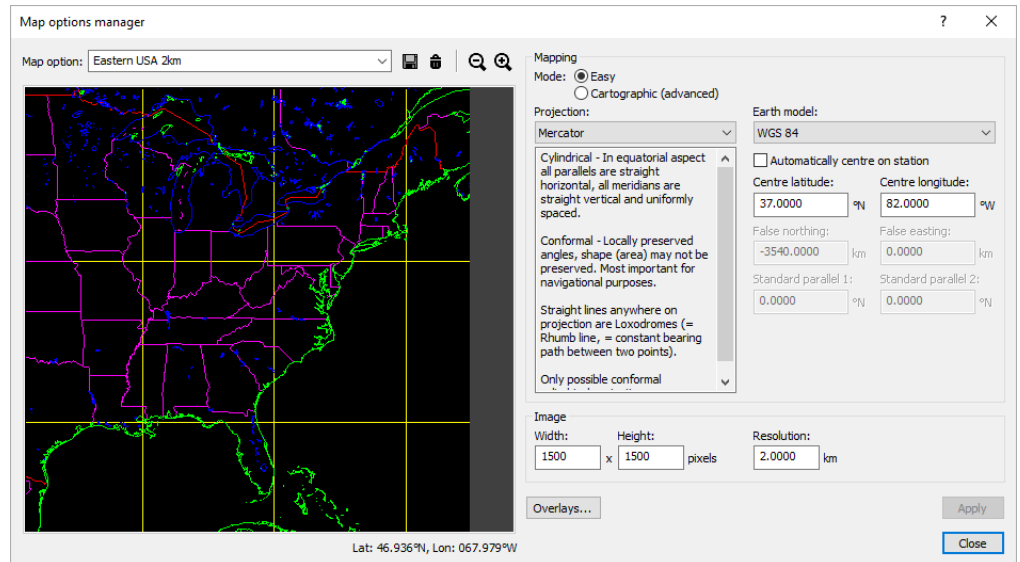 Map options manager
? ×
Map option: Eastern USA 2km
Mapping
Mode: Easy
Cartographic (advanced)
Projection:
Earth model:
Mercator
WGS 84
Cylindrical - In equatorial aspect
all parallels are straight
horizontal, all meridians are
straight vertical and uniformly
spaced.
Conformal - Locally preserved
angles, shape (area) may not be
preserved. Most important for
navigational purposes.
Straight lines anywhere on
projection are Loxodromes (=
Rhumb line, = constant bearing
path between two points).
Only possible conformal
Automatically centre on station
Centre latitude: Centre longitude:
37.0000 ºN 82.0000 ºW
False northing: False easting:
-3540.0000 km 0.0000 km
Standard parallel 1: Standard parallel 2:
0.0000 ºN 0.0000 ºN
Image
Width: Height: Resolution:
1500 x 1500 pixels 2.0000 km
Overlays...
Apply
Lat: 46.936ºN, Lon: 067.979ºW
Close